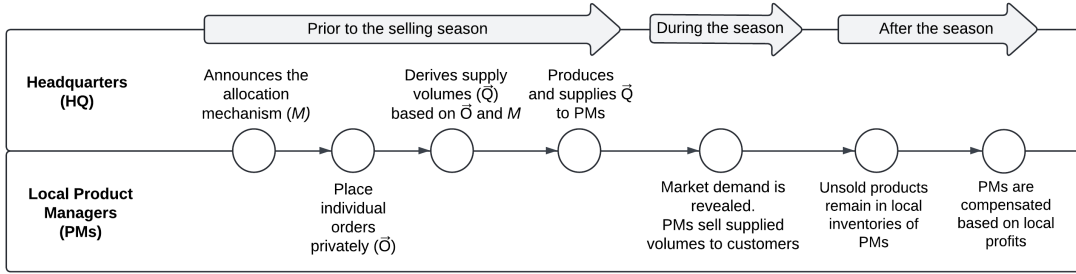 Prior to the selling season
During the season
After the season
Headquarters
(HQ)
Announces the
allocation
mechanism (M)
Derives supply
volumes (Q⃗)
based on O⃗ and M
Produces
and supplies Q⃗
to PMs
Local Product
Managers
(PMs)
Place
individual
orders
privately (O⃗)
Market demand is
revealed.
PMs sell supplied
volumes to customers
Unsold products
remain in local
inventories of
PMs
PMs are
compensated
based on local
profits